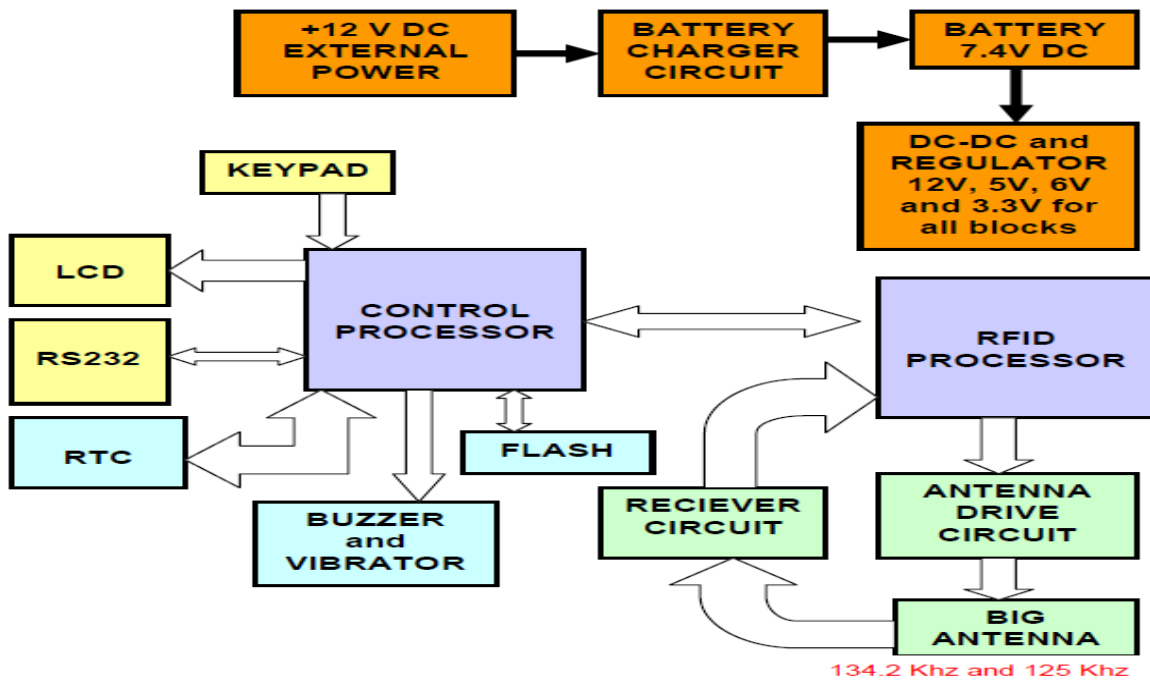 +12 V DC
EXTERNAL
POWER
BATTERY
CHARGER
CIRCUIT
BATTERY
7.4V DC
DC-DC and
REGULATOR
12V, 5V, 6V
and 3.3V for
all blocks
KEYPAD
LCD
CONTROL
PROCESSOR
RS232
RFID
PROCESSOR
RTC
FLASH
BUZZER
and
VIBRATOR
RECIEVER
CIRCUIT
ANTENNA
DRIVE
CIRCUIT
BIG
ANTENNA
134.2 Khz and 125 Khz